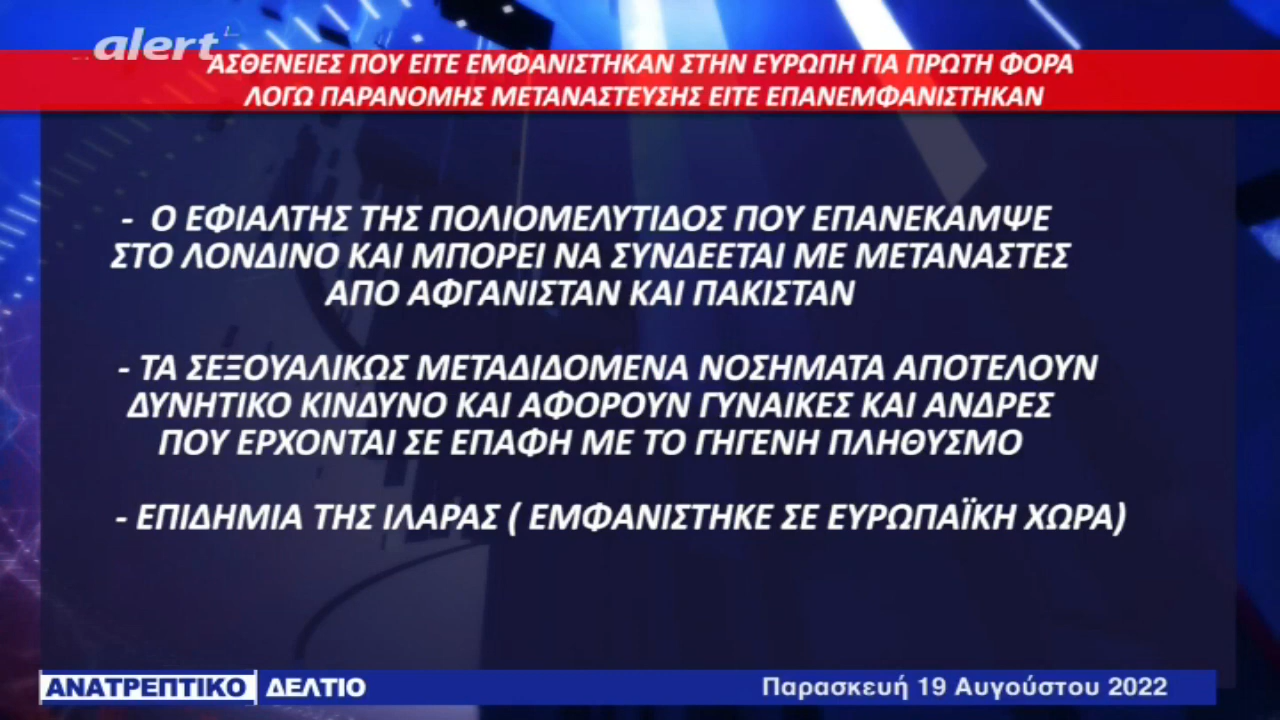 alert
ΑΣΘΕΝΕΙΕΣ ΠΟΥ ΕΙΤΕ ΕΜΦΑΝΙΣΤΗΚΑΝ ΣΤΗΝ ΕΥΡΩΠΗ ΓΙΑ ΠΡΩΤΗ ΦΟΡΑ
ΛΟΓΩ ΠΑΡΑΝΟΜΗΣ ΜΕΤΑΝΑΣΤΕΥΣΗΣ ΕΙΤΕ ΕΠΑΝΕΜΦΑΝΙΣΤΗΚΑΝ
- Ο ΕΦΙΑΛΤΗΣ ΤΗΣ ΠΟΛΙΟΜΕΛΥΤΙΔΟΣ ΠΟΥ ΕΠΑΝΕΚΑΜΨΕ
ΣΤΟ ΛΟΝΔΙΝΟ ΚΑΙ ΜΠΟΡΕΙ ΝΑ ΣΥΝΔΕΕΤΑΙ ΜΕ ΜΕΤΑΝΑΣΤΕΣ
ΑΠΟ ΑΦΓΑΝΙΣΤΑΝ ΚΑΙ ΠΑΚΙΣΤΑΝ
- ΤΑ ΣΕΞΟΥΑΛΙΚΩΣ ΜΕΤΑΔΙΔΟΜΕΝΑ ΝΟΣΗΜΑΤΑ ΑΠΟΤΕΛΟΥΝ
ΔΥΝΗΤΙΚΟ ΚΙΝΔΥΝΟ ΚΑΙ ΑΦΟΡΟΥΝ ΓΥΝΑΙΚΕΣ ΚΑΙ ΑΝΔΡΕΣ
ΠΟΥ ΕΡΧΟΝΤΑΙ ΣΕ ΕΠΑΦΗ ΜΕ ΤΟ ΓΗΓΕΝΗ ΠΛΗΘΥΣΜΟ
- ΕΠΙΔΗΜΙΑ ΤΗΣ ΙΛΑΡΑΣ ( ΕΜΦΑΝΙΣΤΗΚΕ ΣΕ ΕΥΡΩΠΑΪΚΗ ΧΩΡΑ)
ΑΝΑΤΡΕΠΤΙΚΟ ΔΕΛΤΙΟ
Παρασκευή 19 Αυγούστου 2022